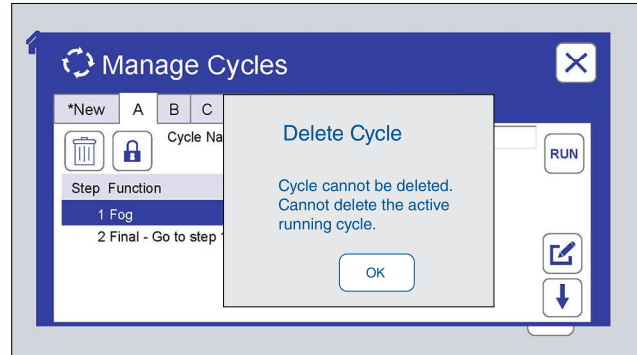 Manage Cycles
*New A B C
Cycle Na
RUN
Step Function
1 Fog
2 Final - Go to step
Delete Cycle
Cycle cannot be deleted.
Cannot delete the active
running cycle.
OK